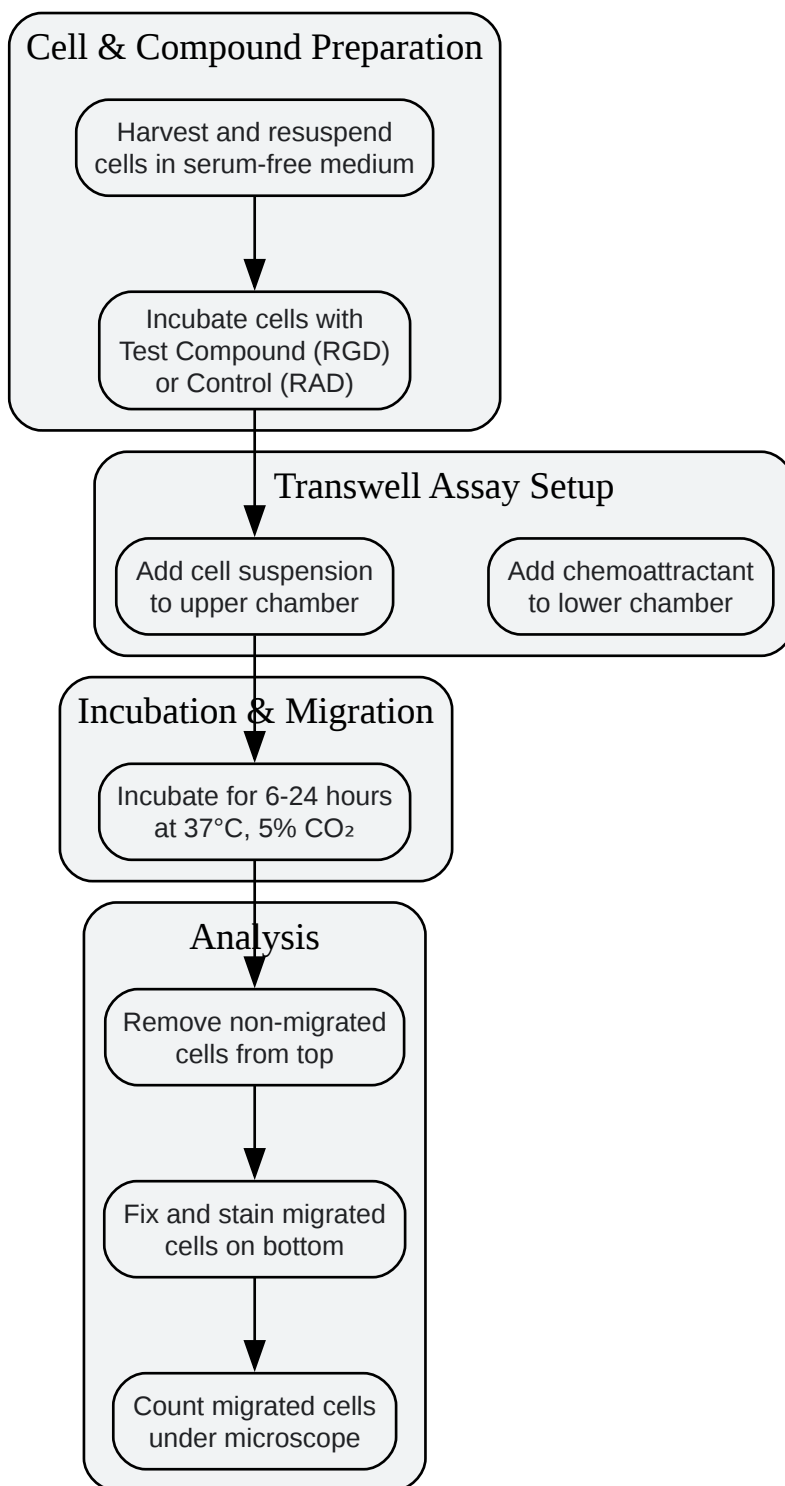 Cell & Compound Preparation
Harvest and resuspend
cells in serum-free medium
Incubate cells with
Test Compound (RGD)
or Control (RAD)
Transwell Assay Setup
Add cell suspension
to upper chamber
Add chemoattractant
to lower chamber
Incubation & Migration
Incubate for 6-24 hours
at 37°C, 5% CO₂
Analysis
Remove non-migrated
cells from top
Fix and stain migrated
cells on bottom
Count migrated cells
under microscope